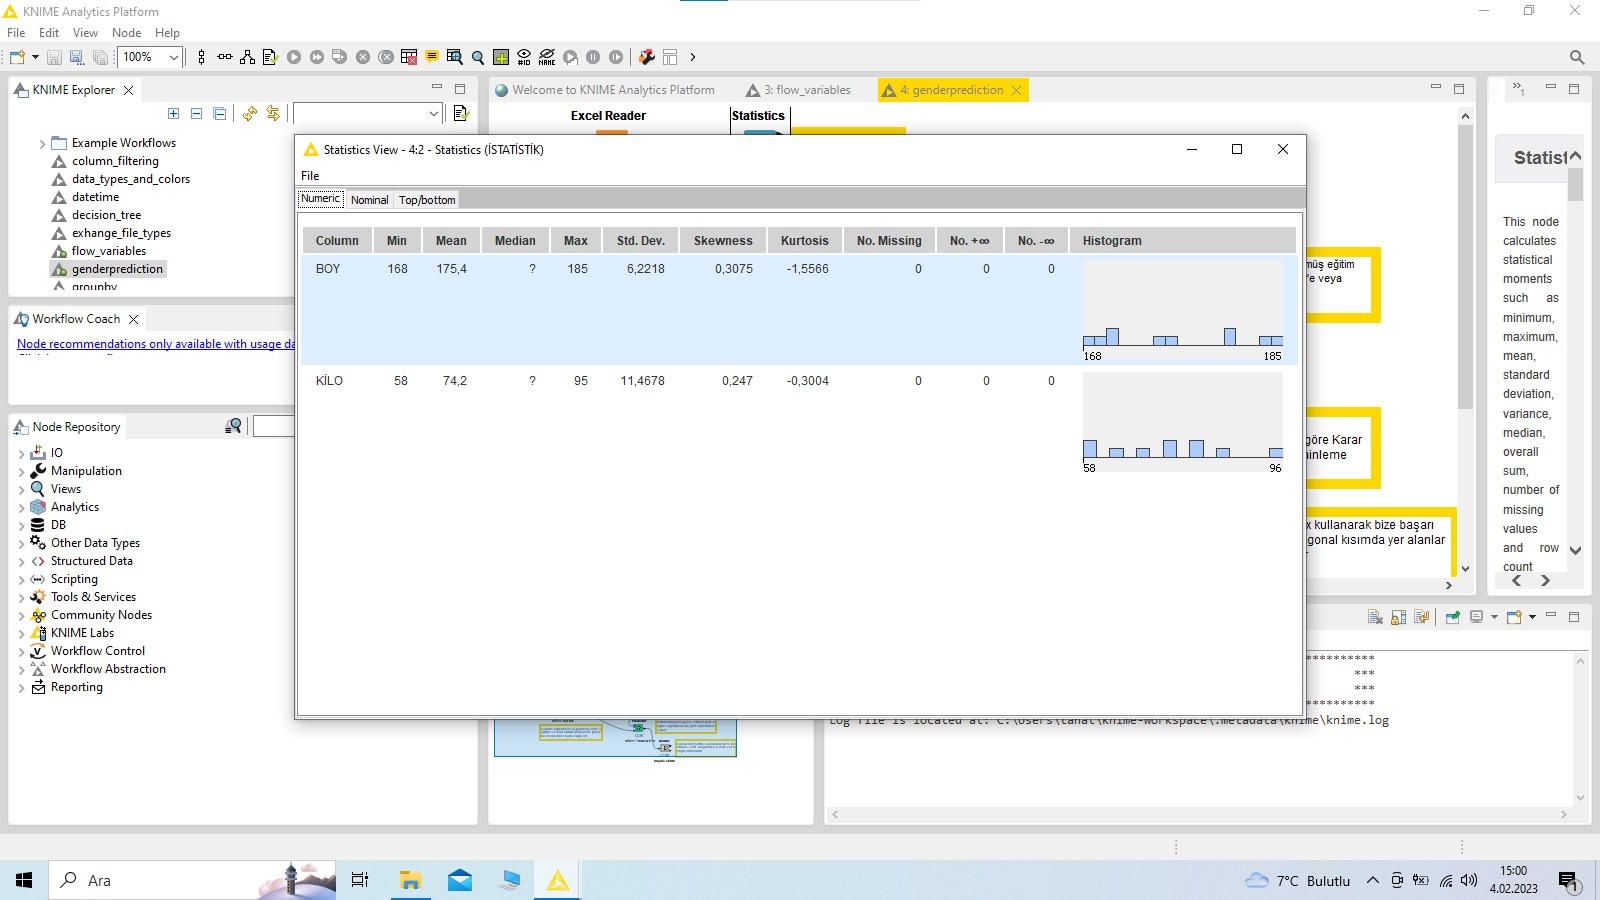 KNIME Analytics Platform
File Edit View Node Help
100%
#ID NAME
KNIME Explorer
Welcome to KNIME Analytics Platform
3: flow_variables
4: genderprediction
1
Excel Reader
Statistics
Example Workflows
column_filtering
data_types_and_colors
datetime
decision_tree
exhange_file_types
flow_variables
genderprediction
groupby
Workflow Coach
Node recommendations only available with usage da
Node Repository
IO
Manipulation
Views
Analytics
DB
Other Data Types
Structured Data
Scripting
Tools & Services
Community Nodes
KNIME Labs
Workflow Control
Workflow Abstraction
Reporting
Statistics View - 4:2 - Statistics (İSTATİSTİK)
File
Numeric Nominal Top/bottom
Column Min Mean Median Max Std. Dev. Skewness Kurtosis No. Missing No. +∞ No. -∞ Histogram
BOY 168 175,4 ? 185 6,2218 0,3075 -1,5566 0 0 0
168 185
KİLO 58 74,2 ? 95 11,4678 0,247 -0,3004 0 0 0
58 96
müş eğitim
veya
göre Karar
inleme
x kullanarak bize başarı
gonal kısımda yer alanlar
Statist
This node
calculates
statistical
moments
such as
minimum,
maximum,
mean,
standard
deviation,
variance,
median,
overall
sum,
number of
missing
values
and row
count
***********
***
***
***********
Log file is located at: C:\Users\tanat\knime-workspace\.metadata\knime\knime.log
Ara
7°C Bulutlu
15:00
4.02.2023
1